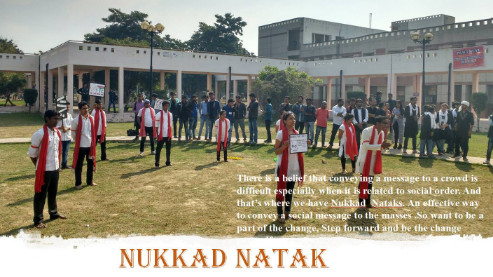 There is a belief that conveying a message to a crowd is
difficult especially when it is related to social order. And
that's where we have Nukkad Nataks. An effective way
to convey a social message to the masses .So want to be a
part of the change, Step forward and be the change
NUKKAD NATAK